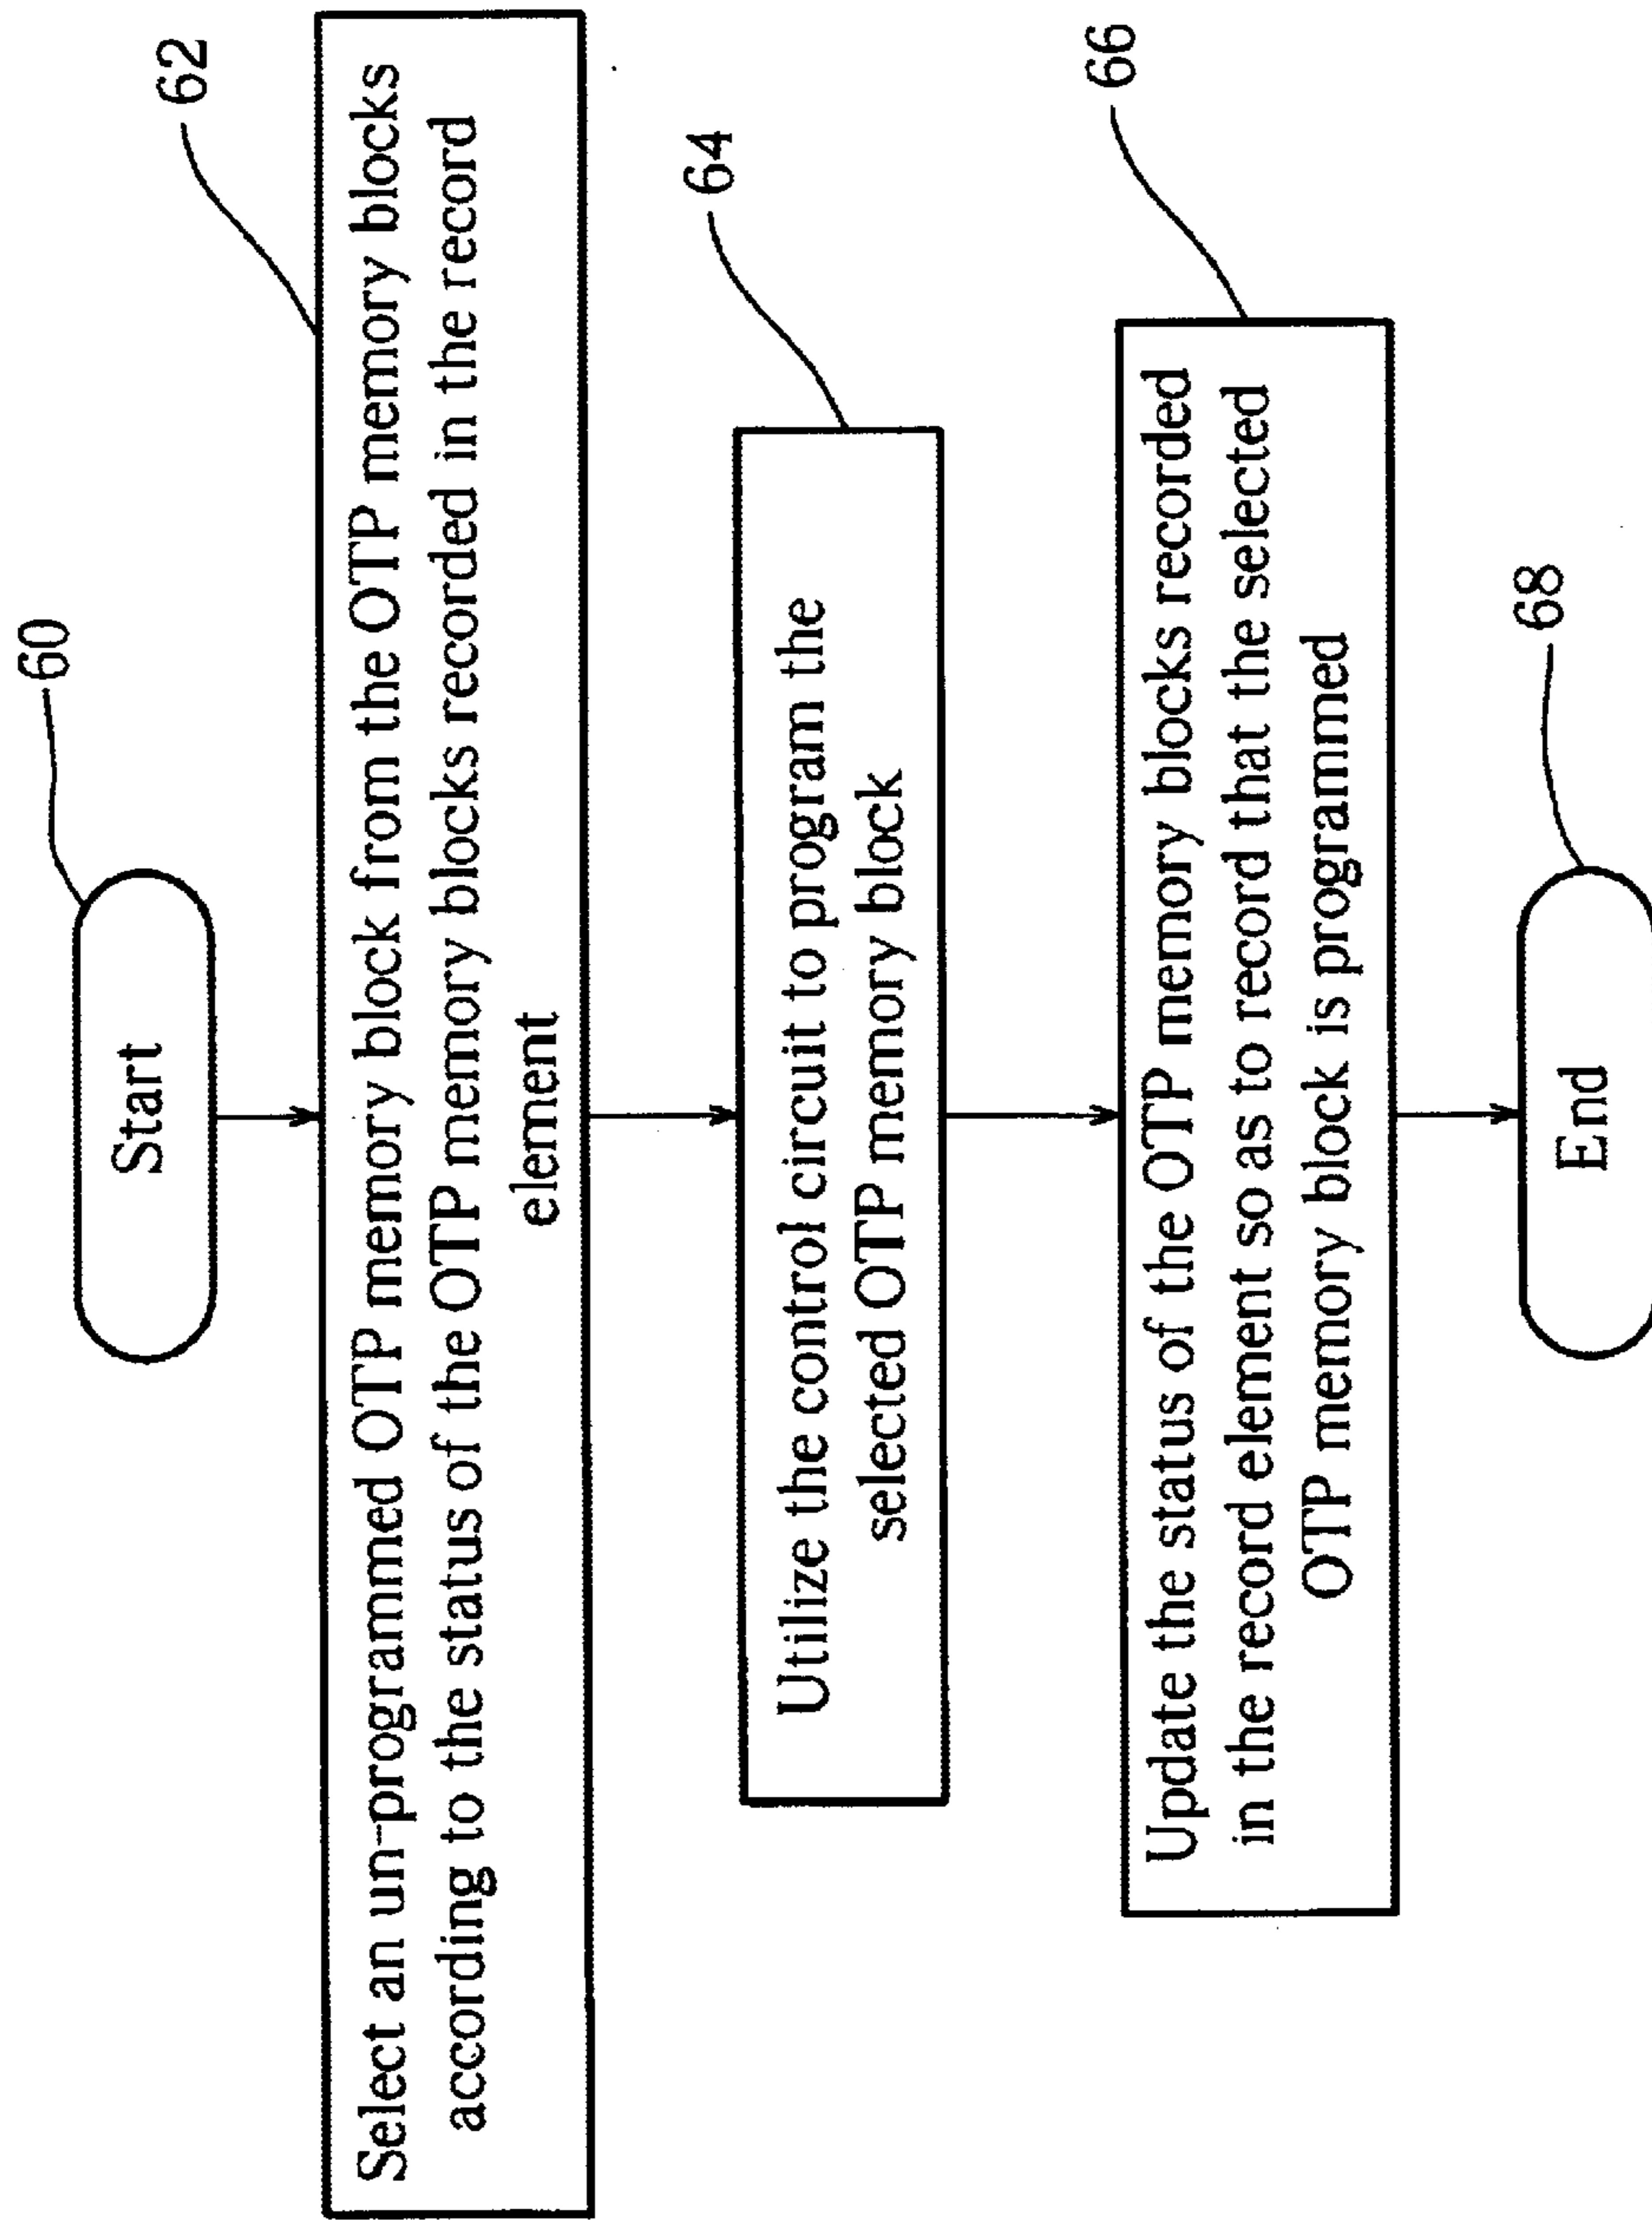 60
Start
62
Select an un-programmed OTP memory block from the OTP memory blocks
according to the status of the OTP memory blocks recorded in the record
element
64
Utilize the control circuit to program the
selected OTP memory block
66
Update the status of the OTP memory blocks recorded
in the record element so as to record that the selected
OTP memory block is programmed
68
End